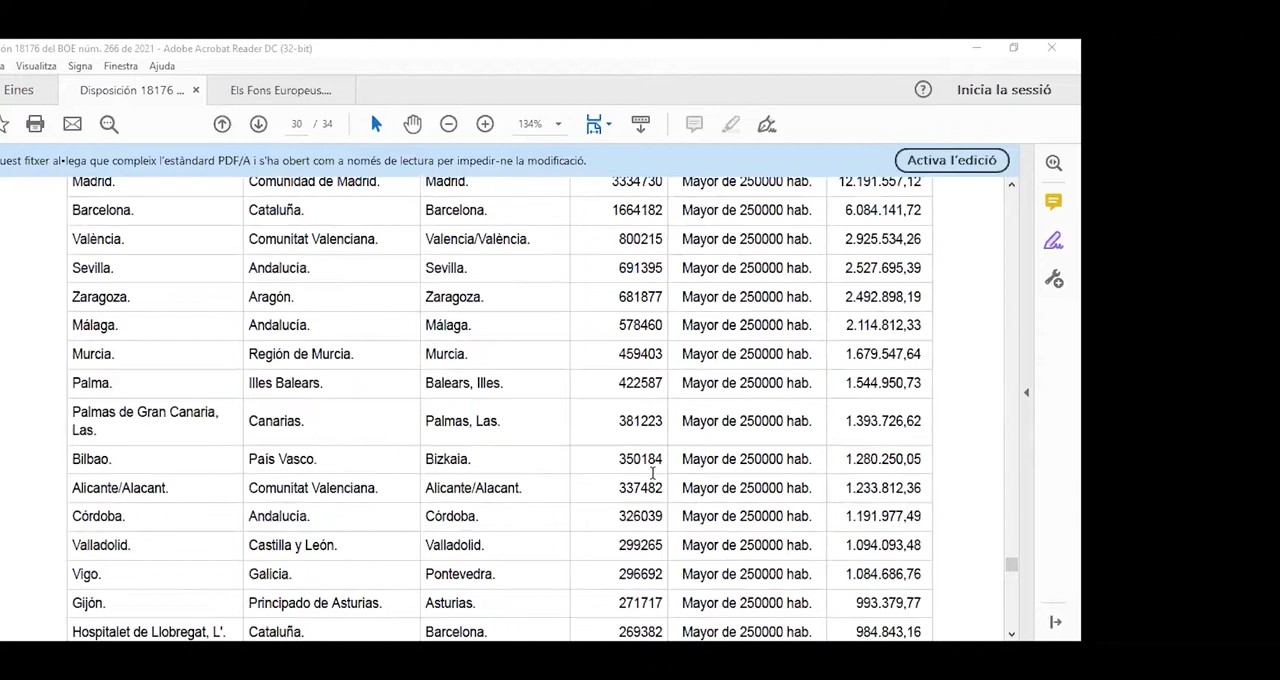 ón 18176 del BOE núm. 266 de 2021 - Adobe Acrobat Reader DC (32-bit)
a Visualitza Signa Finestra Ajuda
Eines Disposición 18176 ... × Els Fons Europeus.... ? Inicia la sessió
30 / 34 134%
uest fitxer al•lega que compleix l'estàndard PDF/A i s'ha obert com a només de lectura per impedir-ne la modificació. Activa l'edició
Madrid. Comunidad de Madrid. Madrid. 3334730 Mayor de 250000 hab. 12.191.557,12
Barcelona. Cataluña. Barcelona. 1664182 Mayor de 250000 hab. 6.084.141,72
València. Comunitat Valenciana. Valencia/València. 800215 Mayor de 250000 hab. 2.925.534,26
Sevilla. Andalucía. Sevilla. 691395 Mayor de 250000 hab. 2.527.695,39
Zaragoza. Aragón. Zaragoza. 681877 Mayor de 250000 hab. 2.492.898,19
Málaga. Andalucía. Málaga. 578460 Mayor de 250000 hab. 2.114.812,33
Murcia. Región de Murcia. Murcia. 459403 Mayor de 250000 hab. 1.679.547,64
Palma. Illes Balears. Balears, Illes. 422587 Mayor de 250000 hab. 1.544.950,73
Palmas de Gran Canaria,
Las. Canarias. Palmas, Las. 381223 Mayor de 250000 hab. 1.393.726,62
Bilbao. País Vasco. Bizkaia. 350184 Mayor de 250000 hab. 1.280.250,05
Alicante/Alacant. Comunitat Valenciana. Alicante/Alacant. 337482 Mayor de 250000 hab. 1.233.812,36
Córdoba. Andalucía. Córdoba. 326039 Mayor de 250000 hab. 1.191.977,49
Valladolid. Castilla y León. Valladolid. 299265 Mayor de 250000 hab. 1.094.093,48
Vigo. Galicia. Pontevedra. 296692 Mayor de 250000 hab. 1.084.686,76
Gijón. Principado de Asturias. Asturias. 271717 Mayor de 250000 hab. 993.379,77
Hospitalet de Llobregat, L'. Cataluña. Barcelona. 269382 Mayor de 250000 hab. 984.843,16